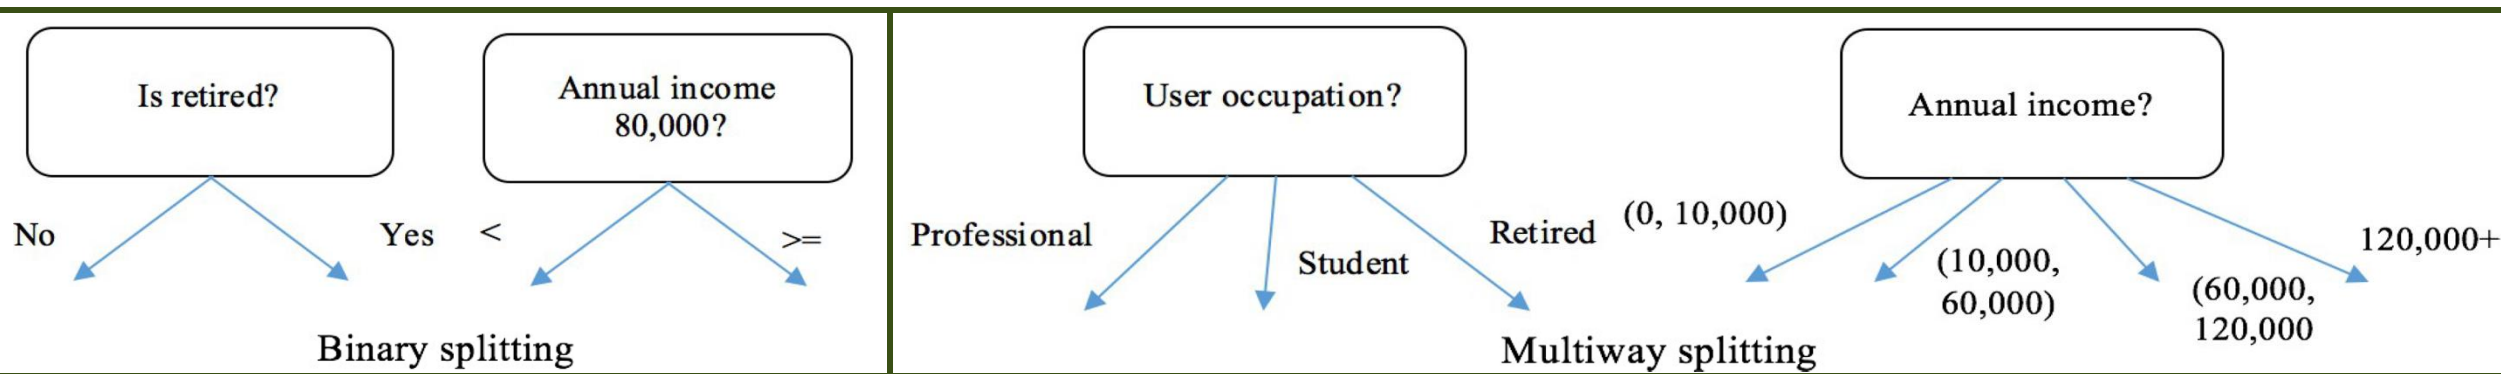 Is retired?
No
Yes
Annual income
80,000?
<
>=
Binary splitting
User occupation?
Professional
Student
Retired
Annual income?
(0, 10,000)
(10,000,
60,000)
(60,000,
120,000
120,000+
Multiway splitting